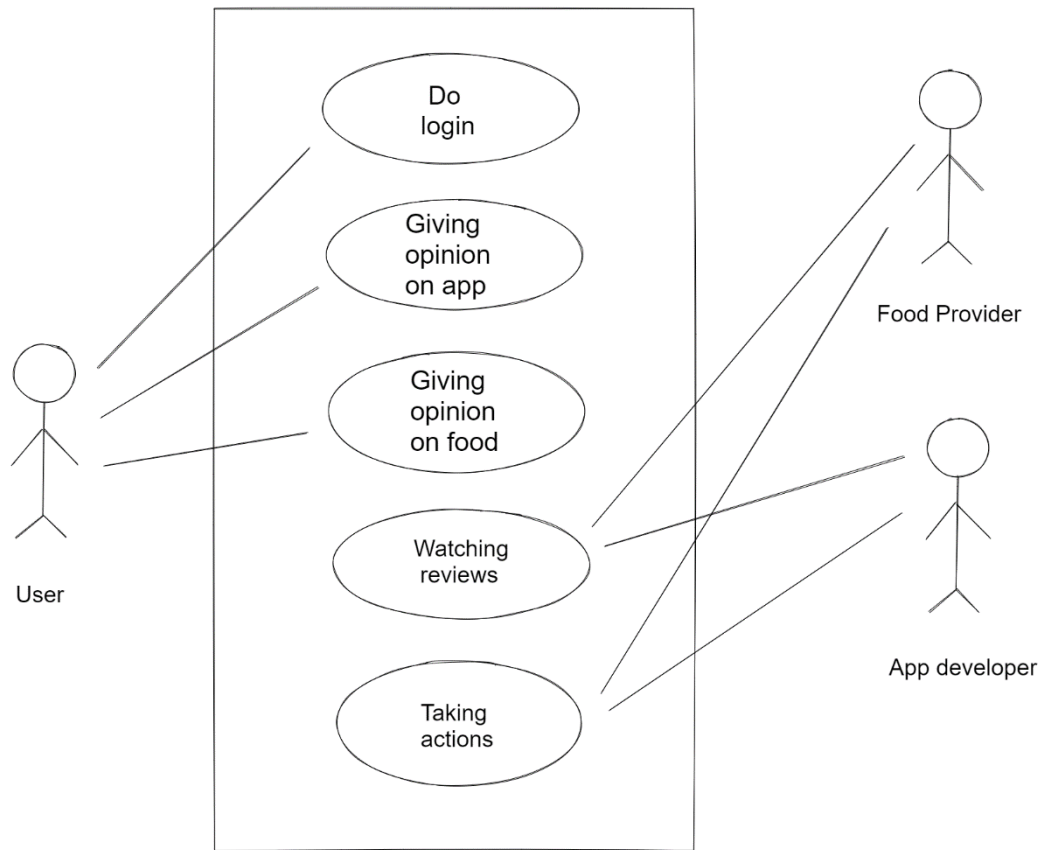 Do
login
Giving
opinion
on app
Giving
opinion
on food
Watching
reviews
Taking
actions
User
Food Provider
App developer